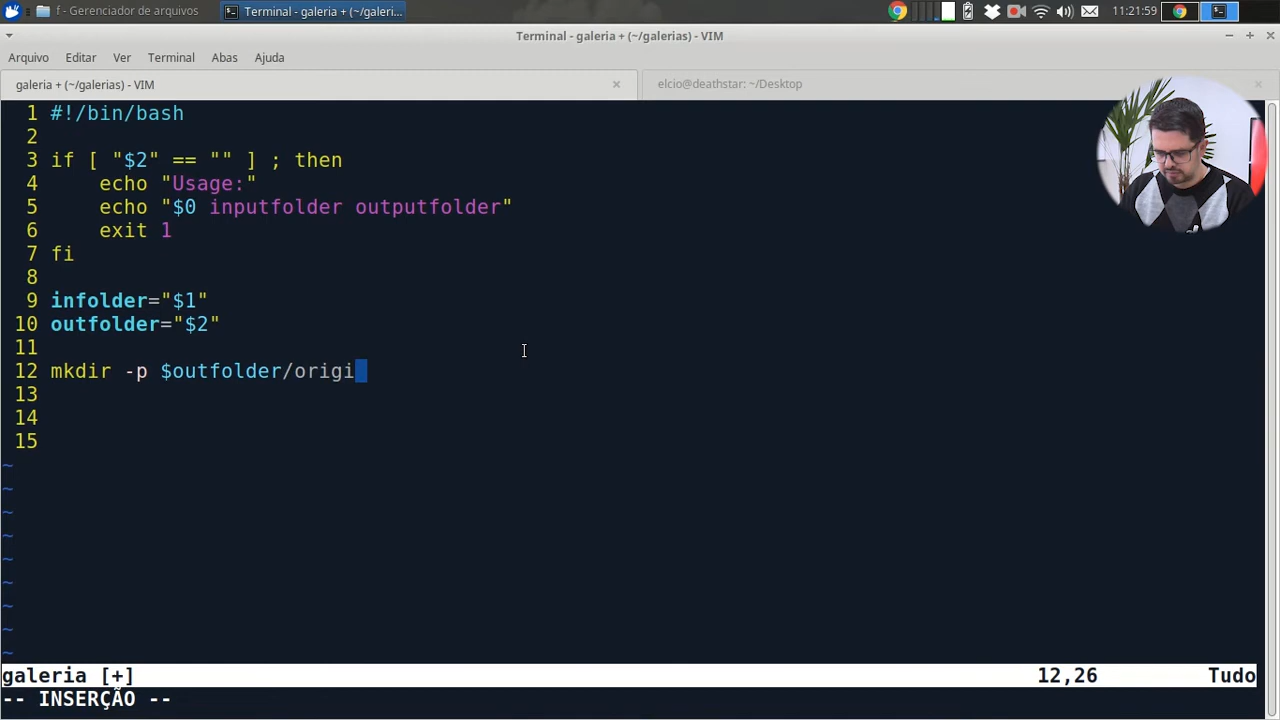 f - Gerenciador de arquivos
Terminal - galeria + (~/galeri...
11:21:59
Terminal - galeria + (~/galerias) - VIM
Arquivo Editar Ver Terminal Abas Ajuda
galeria + (~/galerias) - VIM
elcio@deathstar: ~/Desktop
1 #!/bin/bash
2
3 if [ "$2" == "" ] ; then
4 echo "Usage:"
5 echo "$0 inputfolder outputfolder"
6 exit 1
7 fi
8
9 infolder="$1"
10 outfolder="$2"
11
12 mkdir -p $outfolder/origi
13
14
15
~
~
~
~
~
~
~
~
~
galeria [+] 12,26 Tudo
-- INSERÇÃO --